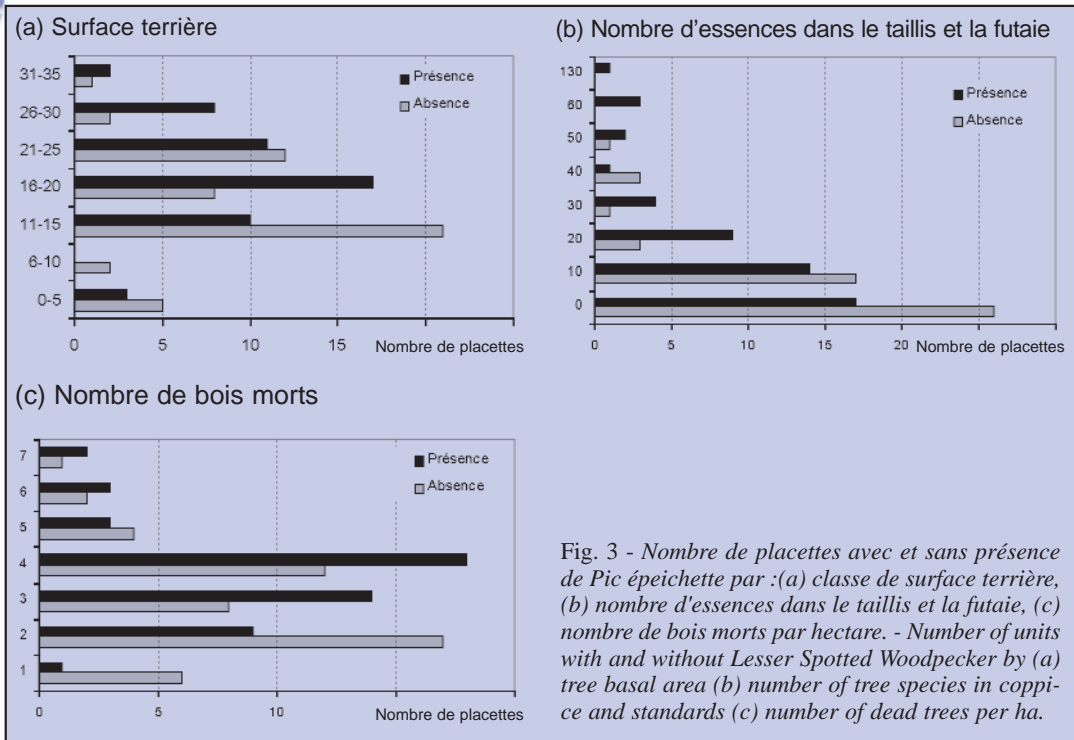 (a) Surface terrière
31-35
26-30
21-25
16-20
11-15
6-10
0-5
Présence
Absence
0 5 10 15 Nombre de placettes
(b) Nombre d'essences dans le taillis et la futaie
130
60
50
40
30
20
10
0
Présence
Absence
0 5 10 15 20 Nombre de placettes
(c) Nombre de bois morts
7
6
5
4
3
2
1
Présence
Absence
0 5 10 Nombre de placettes
Fig. 3 - Nombre de placettes avec et sans présence
de Pic épeichette par :(a) classe de surface terrière,
(b) nombre d'essences dans le taillis et la futaie, (c)
nombre de bois morts par hectare. - Number of units
with and without Lesser Spotted Woodpecker by (a)
tree basal area (b) number of tree species in coppi-
ce and standards (c) number of dead trees per ha.